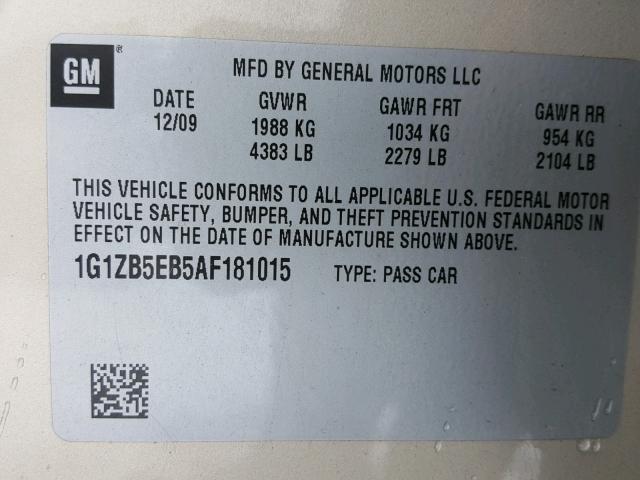 GM®
MFD BY GENERAL MOTORS LLC
DATE GVWR GAWR FRT GAWR RR
12/09 1988 KG 1034 KG 954 KG
4383 LB 2279 LB 2104 LB
THIS VEHICLE CONFORMS TO ALL APPLICABLE U.S. FEDERAL MOTOR
VEHICLE SAFETY, BUMPER, AND THEFT PREVENTION STANDARDS IN
EFFECT ON THE DATE OF MANUFACTURE SHOWN ABOVE.
1G1ZB5EB5AF181015 TYPE: PASS CAR